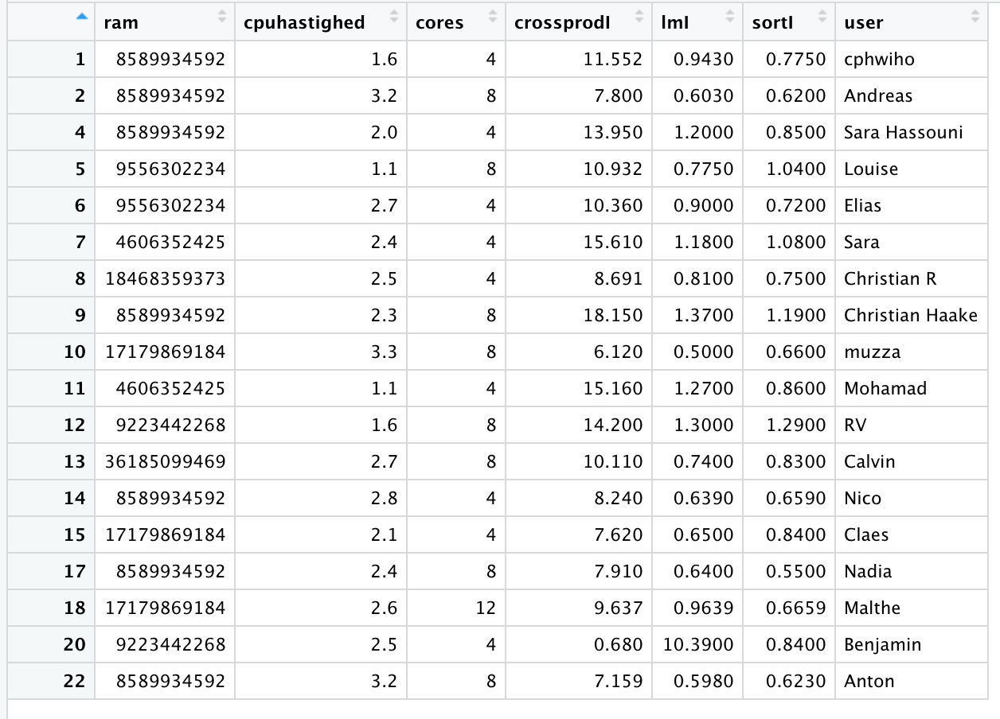 ram cpuhastighed cores crossprodI lmI sortI user
1 8589934592 1.6 4 11.552 0.9430 0.7750 cphwiho
2 8589934592 3.2 8 7.800 0.6030 0.6200 Andreas
4 8589934592 2.0 4 13.950 1.2000 0.8500 Sara Hassouni
5 9556302234 1.1 8 10.932 0.7750 1.0400 Louise
6 9556302234 2.7 4 10.360 0.9000 0.7200 Elias
7 4606352425 2.4 4 15.610 1.1800 1.0800 Sara
8 18468359373 2.5 4 8.691 0.8100 0.7500 Christian R
9 8589934592 2.3 8 18.150 1.3700 1.1900 Christian Haake
10 17179869184 3.3 8 6.120 0.5000 0.6600 muzza
11 4606352425 1.1 4 15.160 1.2700 0.8600 Mohamad
12 9223442268 1.6 8 14.200 1.3000 1.2900 RV
13 36185099469 2.7 8 10.110 0.7400 0.8300 Calvin
14 8589934592 2.8 4 8.240 0.6390 0.6590 Nico
15 17179869184 2.1 4 7.620 0.6500 0.8400 Claes
17 8589934592 2.4 8 7.910 0.6400 0.5500 Nadia
18 17179869184 2.6 12 9.637 0.9639 0.6659 Malthe
20 9223442268 2.5 4 0.680 10.3900 0.8400 Benjamin
22 8589934592 3.2 8 7.159 0.5980 0.6230 Anton